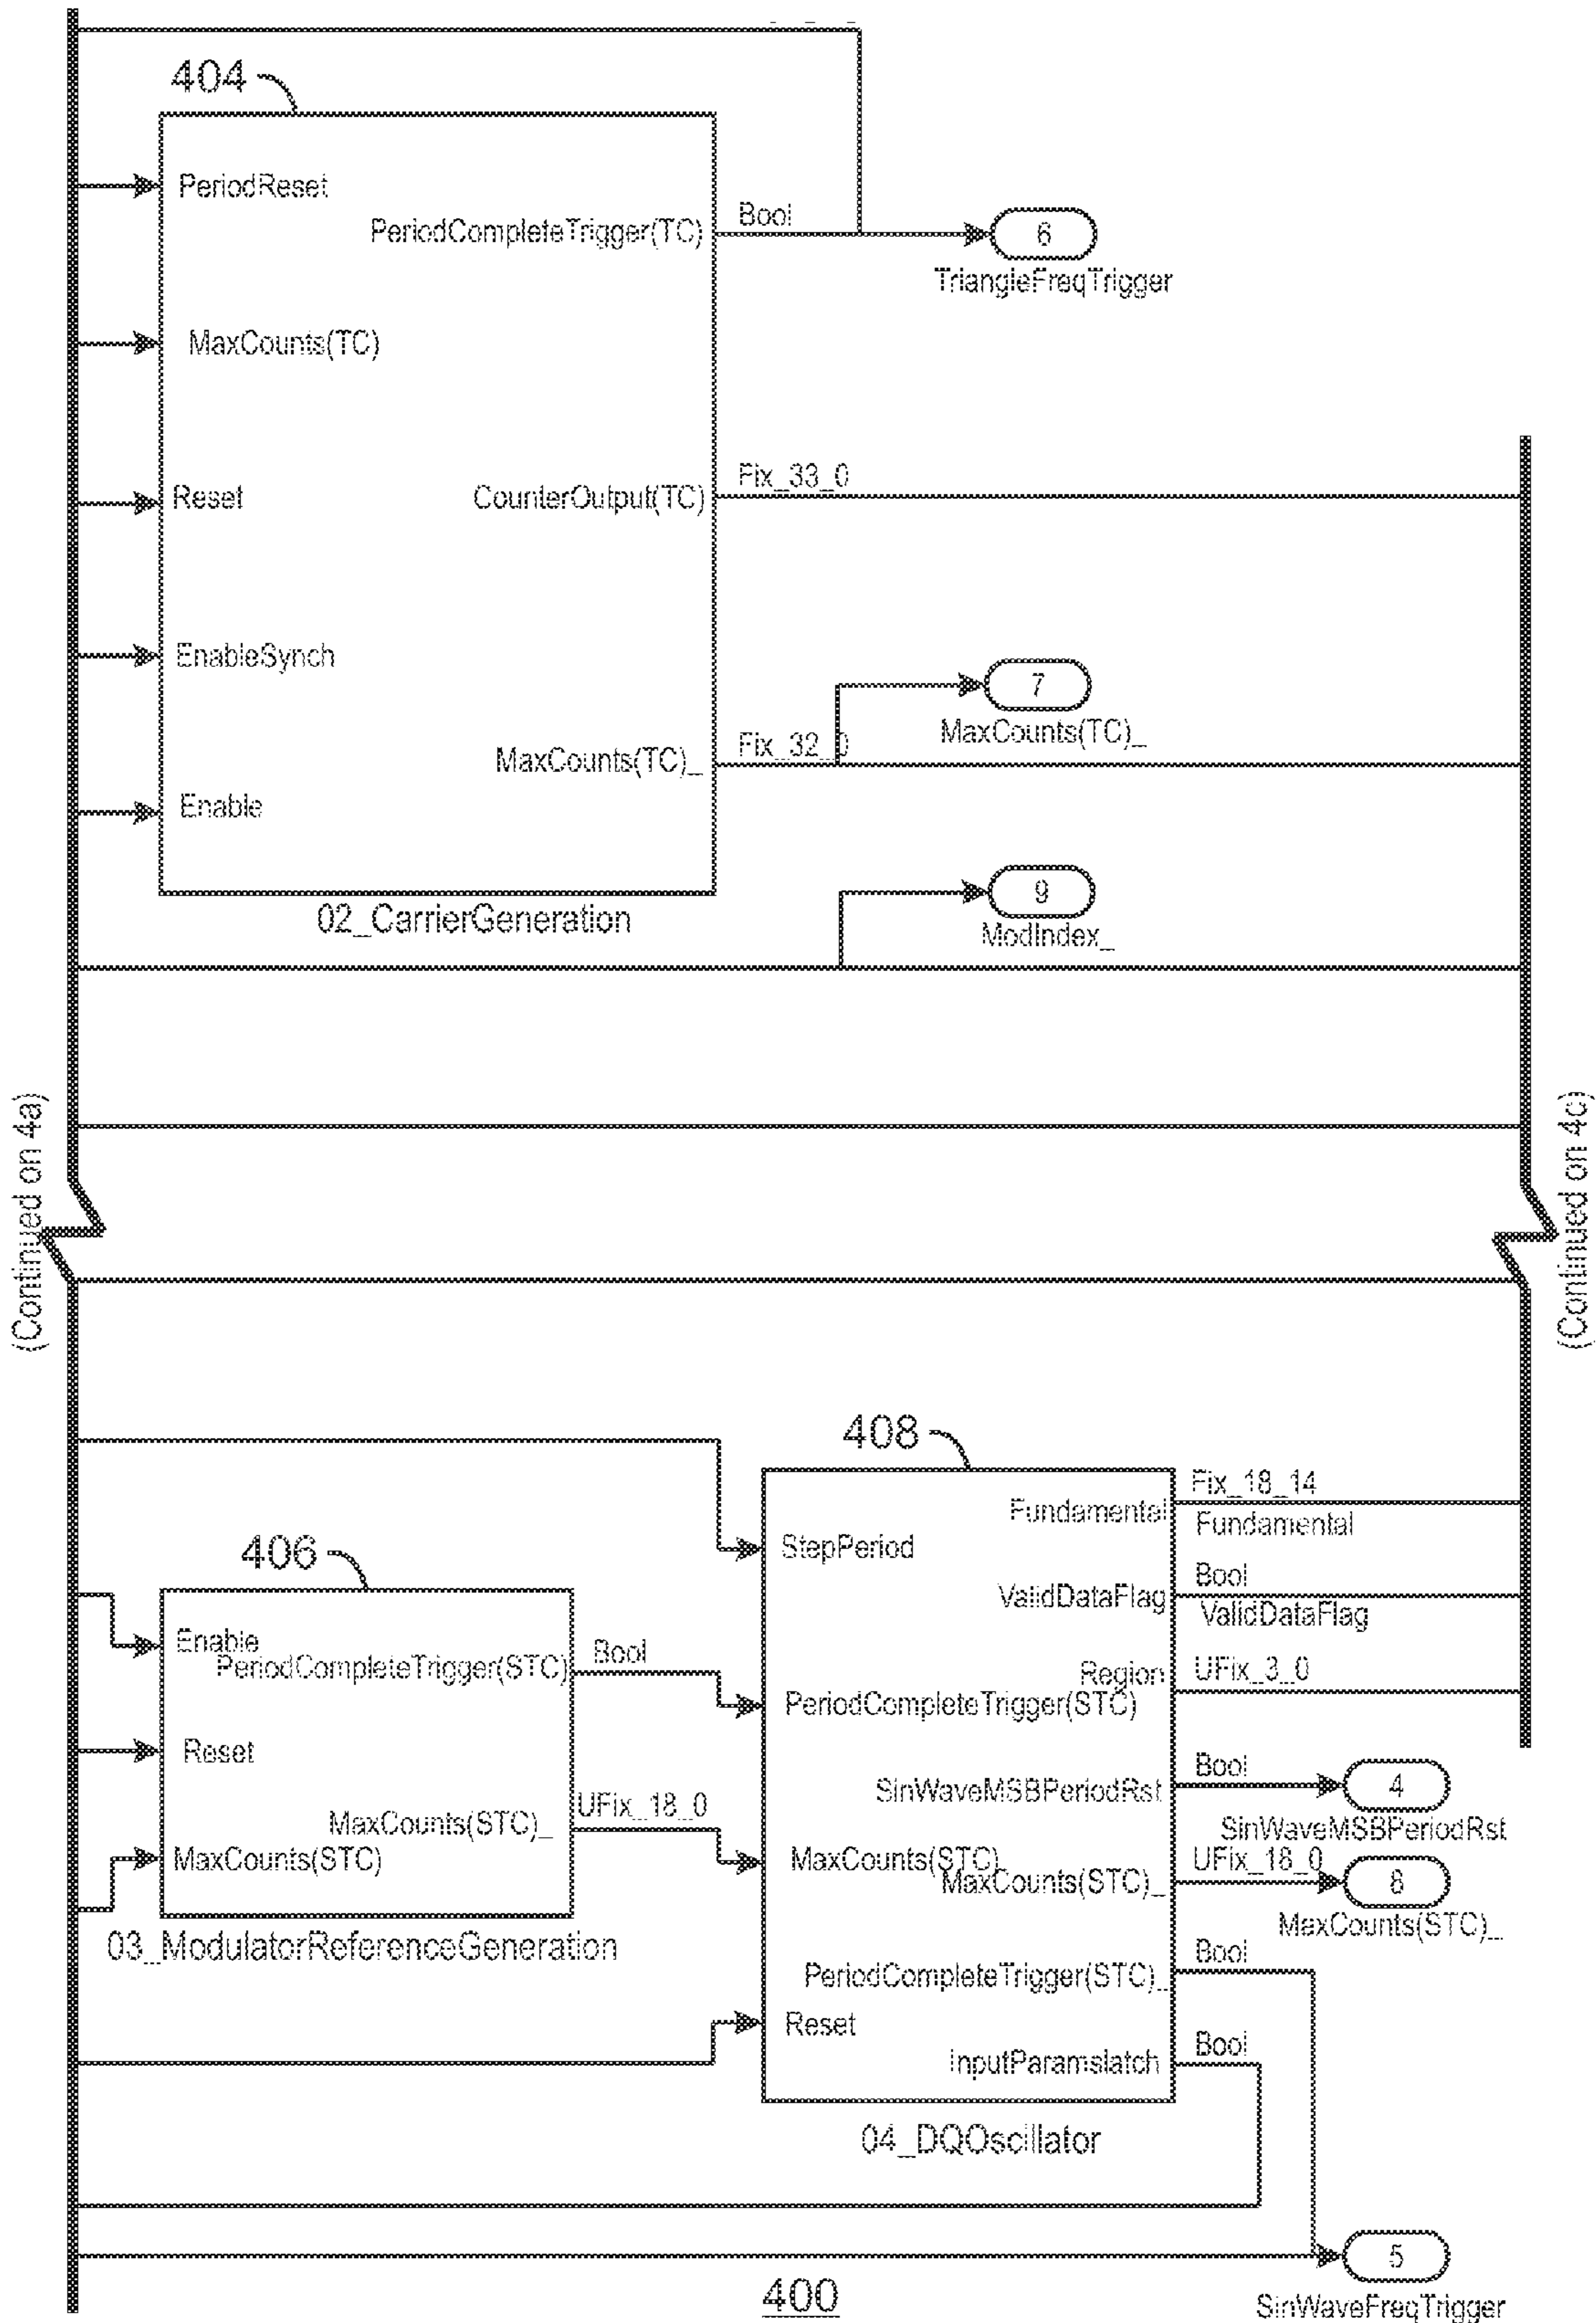 404
PeriodReset
PeriodCompleteTrigger(TC)
Bool
6
TriangleFreqTrigger
MaxCounts(TC)
Reset
CounterOutput(TC)
Fix_33_0
EnableSynch
7
MaxCounts(TC)_
MaxCounts(TC)_
Fix_32_0
Enable
02_CarrierGeneration
9
ModIndex_
(Continued on 4a)
(Continued on 4c)
408
Fundamental
Fix_18_14
Fundamental
StepPeriod
406
ValidDataFlag
Bool
ValidDataFlag
Enable
PeriodCompleteTrigger(STC)
Bool
Region
UFix_3_0
PeriodCompleteTrigger(STC)
Reset
SinWaveMSBPeriodRst
Bool
4
SinWaveMSBPeriodRst
MaxCounts(STC)_
UFix_18_0
MaxCounts(STC)
MaxCounts(STC)_
MaxCounts(STC)_
UFix_18_0
8
MaxCounts(STC)_
03_ModulatorReferenceGeneration
PeriodCompleteTrigger(STC)_
Bool
Reset
InputParamslatch
Bool
04_DQOscillator
5
SinWaveFreqTrigger
400